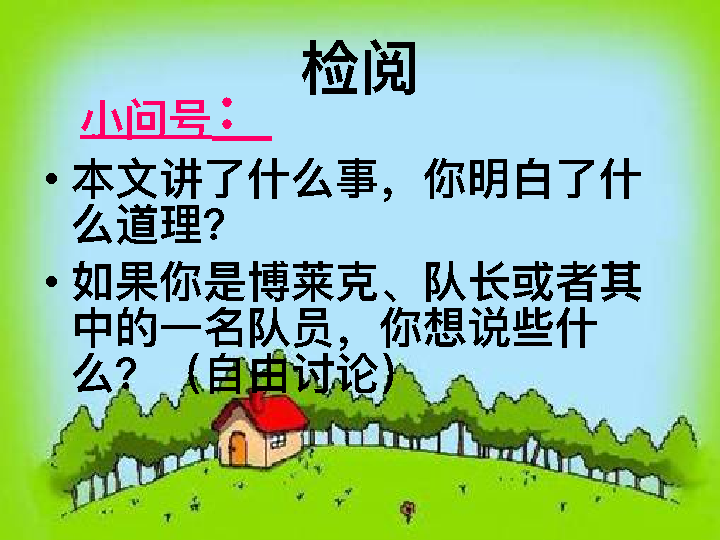 检阅
小问号：
• 本文讲了什么事，你明白了什
么道理？
• 如果你是博莱克、队长或者其
中的一名队员，你想说些什
么？（自由讨论）